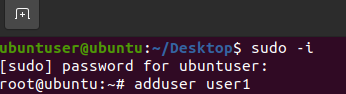 ubuntuser@ubuntu:~/Desktop$ sudo -i
[sudo] password for ubuntuser:
root@ubuntu:~# adduser user1